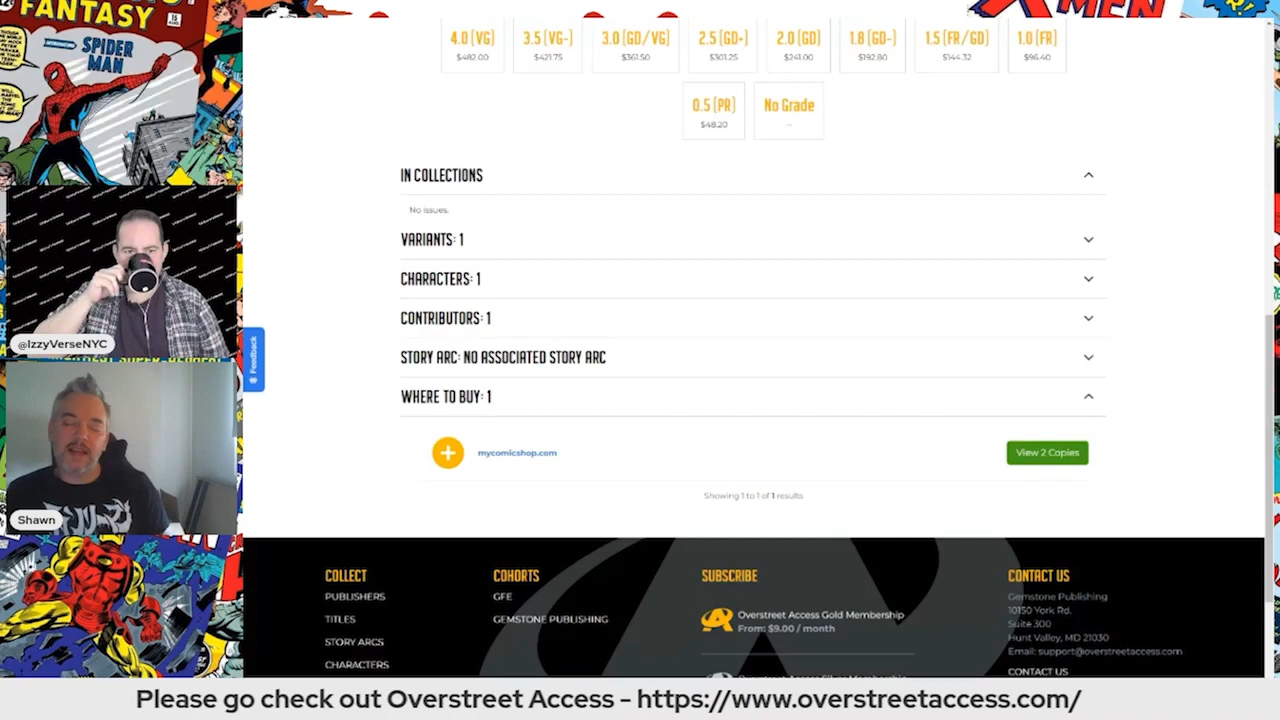 FANTASY
15
INTRODUCING
SPIDER
MAN
X-MEN
4.0 [VG]
$482.00
3.5 [VG-]
$421.75
3.0 [GD/VG]
$361.50
2.5 [GD+]
$301.25
2.0 [GD]
$241.00
1.8 [GD-]
$192.80
1.5 [FR/GD]
$144.32
1.0 [FR]
$96.40
0.5 [PR]
$48.20
No Grade
--
IN COLLECTIONS
No issues.
VARIANTS: 1
CHARACTERS: 1
CONTRIBUTORS: 1
STORY ARC: NO ASSOCIATED STORY ARC
WHERE TO BUY: 1
mycomicshop.com
View 2 Copies
Showing 1 to 1 of 1 results
Feedback
@IzzyVerseNYC
Shawn
COLLECT
PUBLISHERS
TITLES
STORY ARCS
CHARACTERS
COHORTS
GFE
GEMSTONE PUBLISHING
SUBSCRIBE
Overstreet Access Gold Membership
From: $9.00 / month
CONTACT US
Gemstone Publishing
10150 York Rd.
Suite 300
Hunt Valley, MD 21030
Email: support@overstreetaccess.com
CONTACT US
Please go check out Overstreet Access - https://www.overstreetaccess.com/